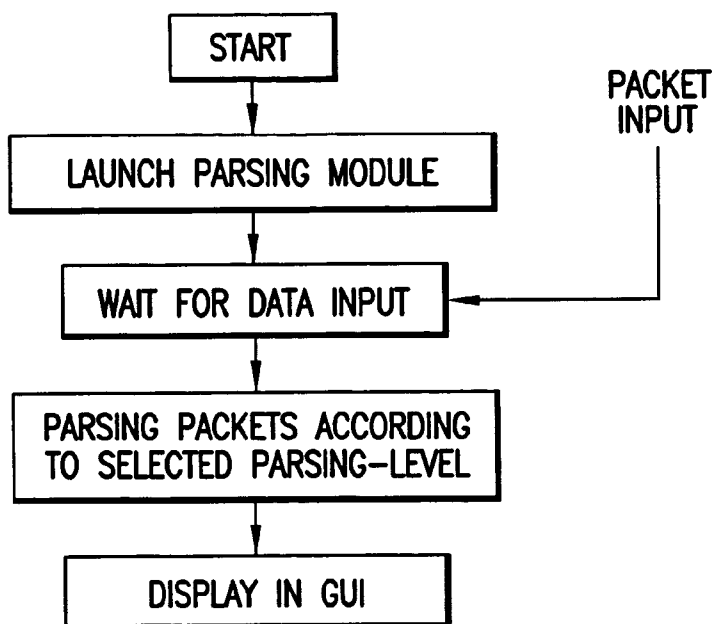 START
PACKET
INPUT
LAUNCH PARSING MODULE
WAIT FOR DATA INPUT
PARSING PACKETS ACCORDING
TO SELECTED PARSING-LEVEL
DISPLAY IN GUI